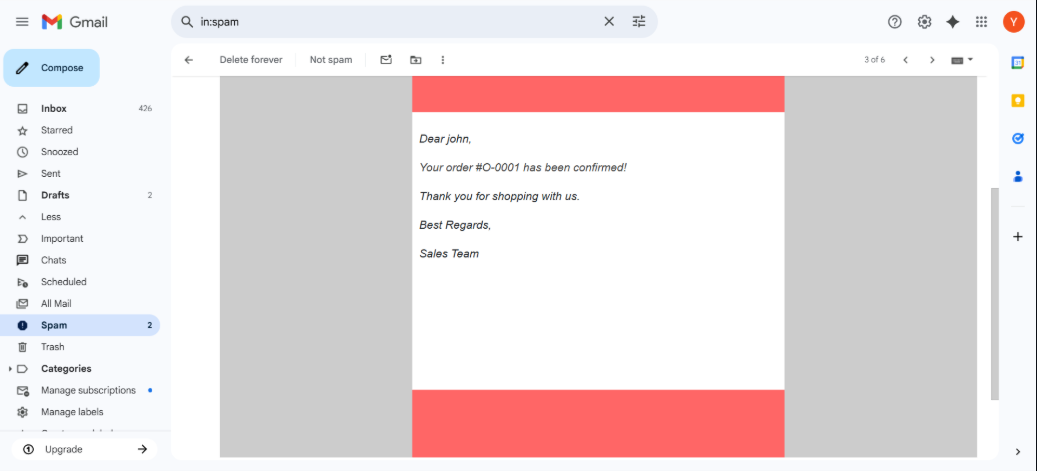 Gmail
in:spam
Y
Compose
Delete forever
Not spam
3 of 6
Inbox 426
Starred
Snoozed
Sent
Drafts 2
Less
Important
Chats
Scheduled
All Mail
Spam 2
Trash
Categories
Manage subscriptions
Manage labels
Upgrade
Dear john,
Your order #O-0001 has been confirmed!
Thank you for shopping with us.
Best Regards,
Sales Team